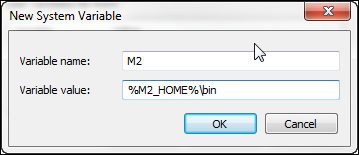 New System Variable
Variable name: M2
Variable value: %M2_HOME%\bin
OK Cancel